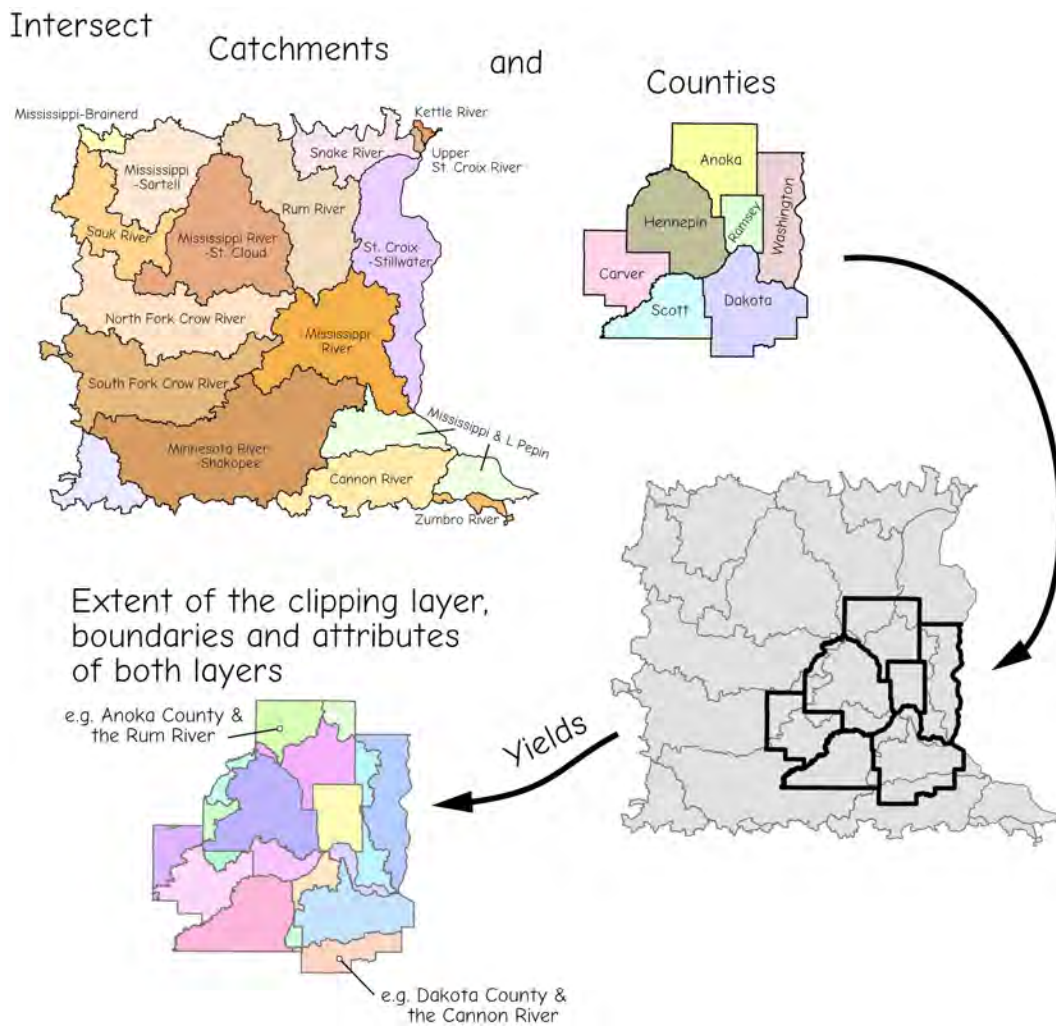 Intersect
Catchments
and
Counties
Mississippi-Brainerd
Kettle River
Snake River
Upper
St. Croix River
Mississippi
-Sartell
Rum River
Sauk River
Mississippi River
-St. Cloud
St. Croix
-Stillwater
North Fork Crow River
Mississippi
River
South Fork Crow River
Mississippi & L Pepin
Minnesota River-
Shakopee
Cannon River
Zumbro River
Anoka
Washington
Hennepin
Ramsey
Carver
Scott
Dakota
Extent of the clipping layer,
boundaries and attributes
of both layers
e.g. Anoka County &
the Rum River
Yields
e.g. Dakota County &
the Cannon River